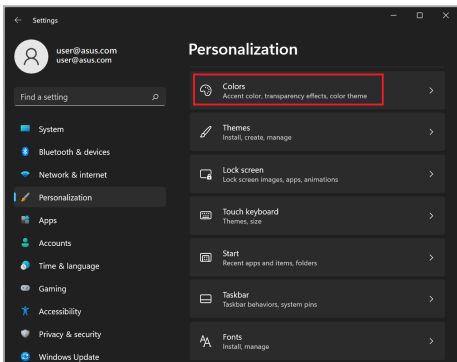 Settings
user@asus.com
user@asus.com
Find a setting
System
Bluetooth & devices
Network & internet
Personalization
Apps
Accounts
Time & language
Gaming
Accessibility
Privacy & security
Windows Update
Personalization
Colors
Accent color, transparency effects, color theme
Themes
Install, create, manage
Lock screen
Lock screen images, apps, animations
Touch keyboard
Themes, size
Start
Recent apps and items, folders
Taskbar
Taskbar behaviors, system pins
Fonts
Install, manage